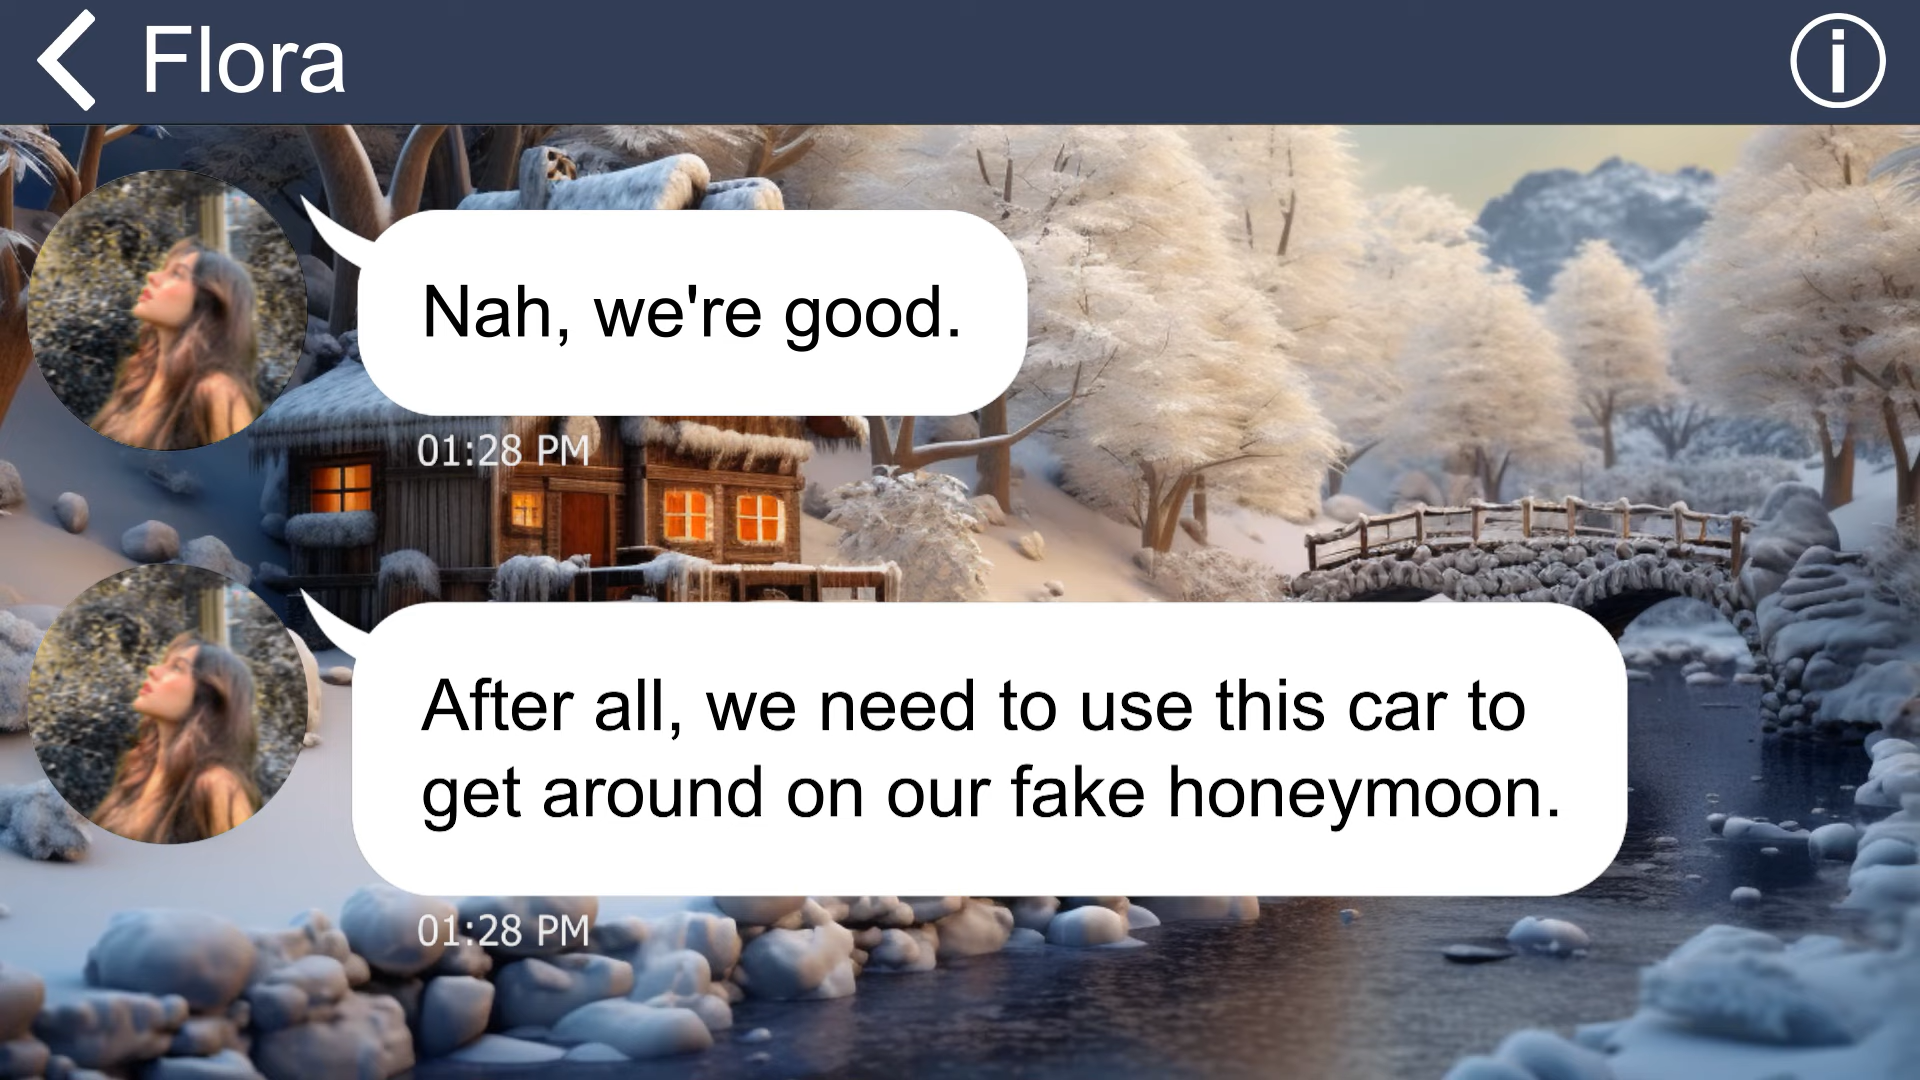 Flora
Nah, we're good.
01:28 PM
After all, we need to use this car to
get around on our fake honeymoon.
01:28 PM